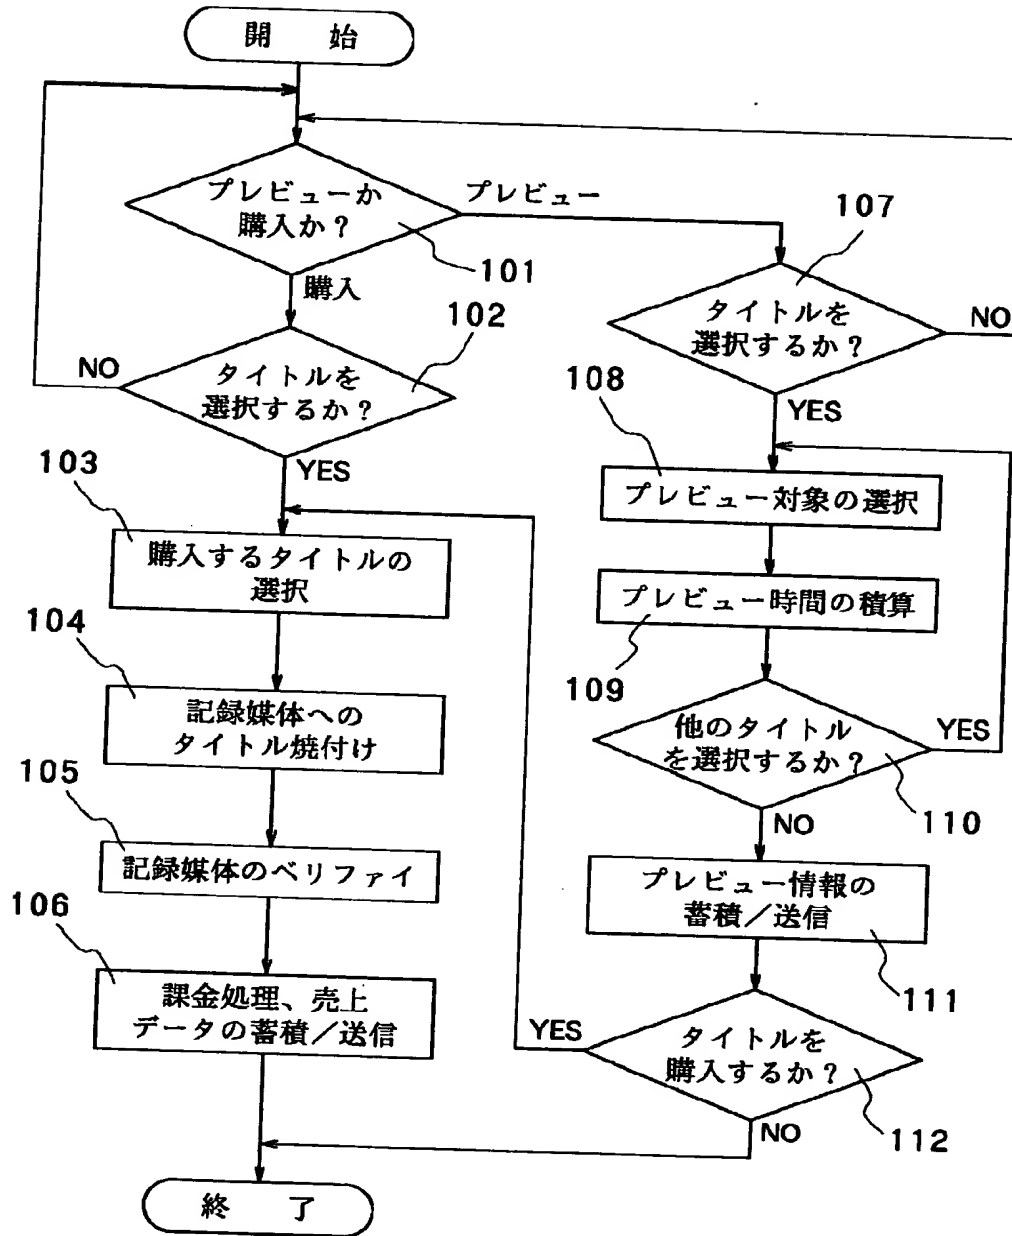 開 始
プレビューか
購入か？
プレビュー
101
購入
107
タイトルを
選択するか？
NO
102
NO
タイトルを
選択するか？
YES
108
YES
103
プレビュー対象の選択
購入するタイトルの
選択
プレビュー時間の積算
109
104
記録媒体への
タイトル焼付け
他のタイトル
を選択するか？
YES
110
NO
105
記録媒体のベリファイ
プレビュー情報の
蓄積／送信
111
106
課金処理、売上
データの蓄積／送信
YES
タイトルを
購入するか？
112
NO
終 了